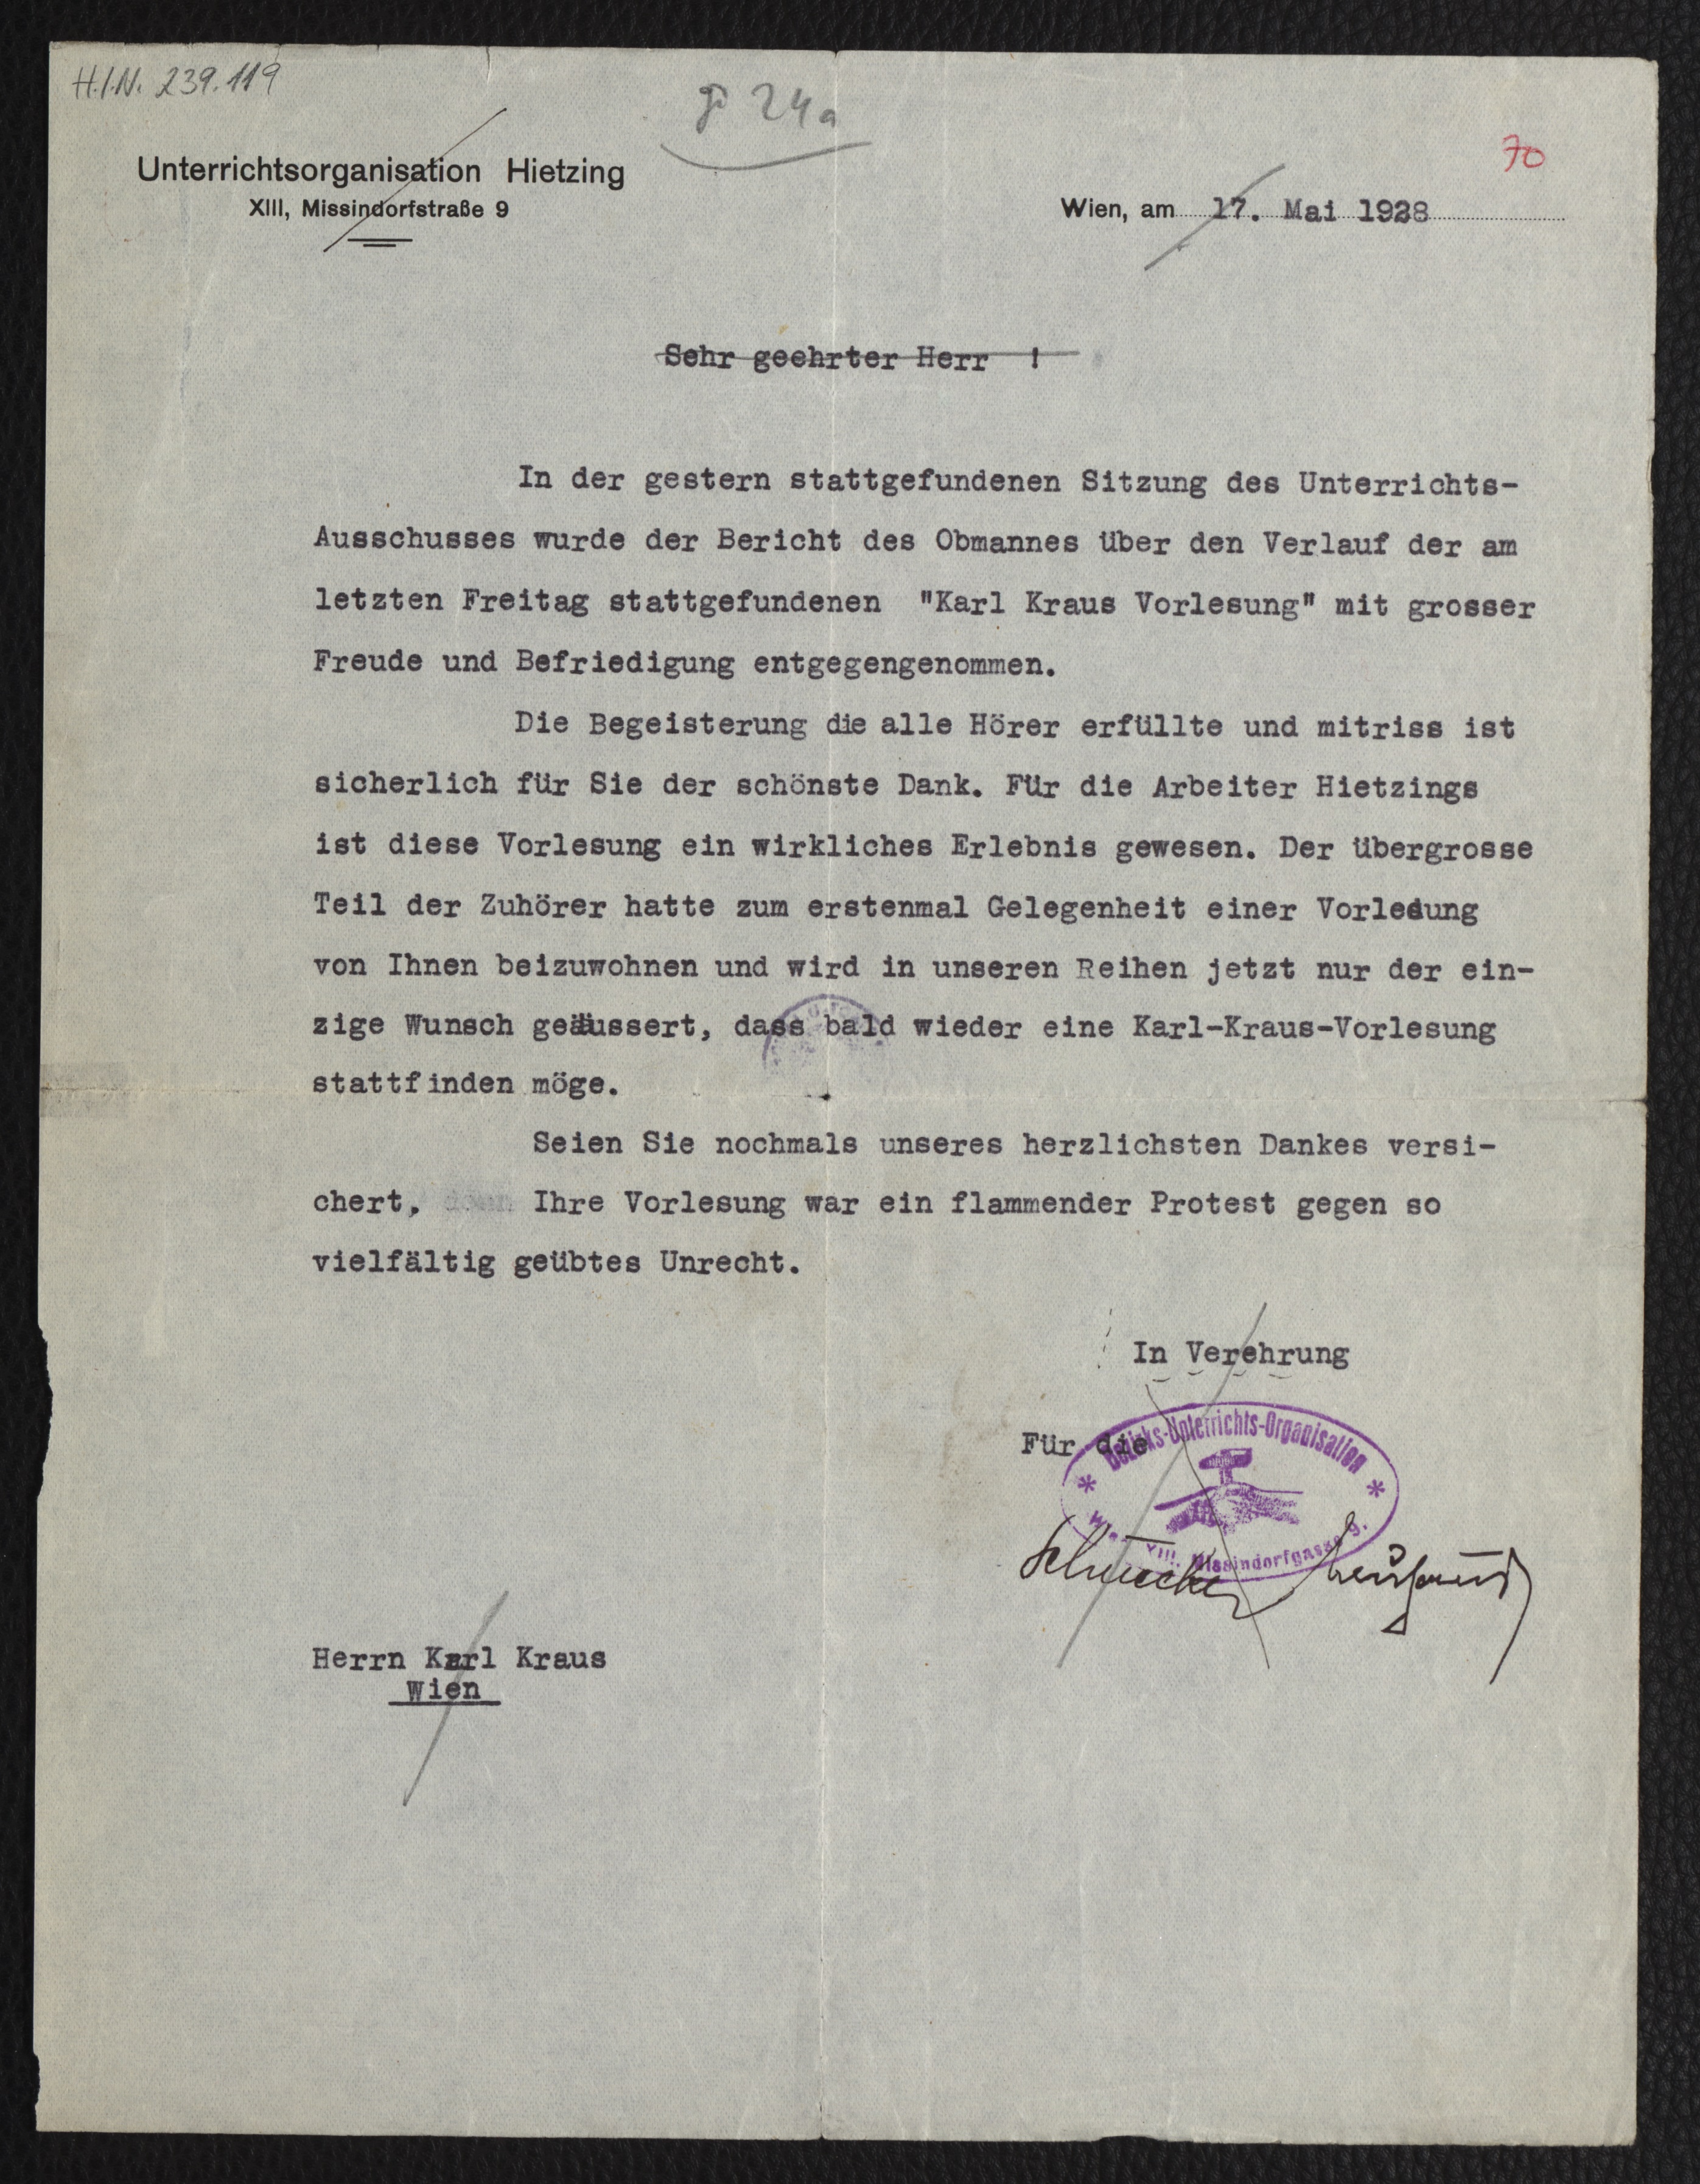 H.I.N. 239.119
24a
70
Unterrichtsorganisation Hietzing
XIII, Missindorfstraße 9
Wien, am 17. Mai 1928
Sehr geehrter Herr !
In der gestern stattgefundenen Sitzung des Unterrichts-
Ausschusses wurde der Bericht des Obmannes über den Verlauf der am
letzten Freitag stattgefundenen "Karl Kraus Vorlesung" mit grosser
Freude und Befriedigung entgegengenommen.
Die Begeisterung die alle Hörer erfüllte und mitriss ist
sicherlich für Sie der schönste Dank. Für die Arbeiter Hietzings
ist diese Vorlesung ein wirkliches Erlebnis gewesen. Der übergrosse
Teil der Zuhörer hatte zum erstenmal Gelegenheit einer Vorlesung
von Ihnen beizuwohnen und wird in unseren Reihen jetzt nur der ein-
zige Wunsch geäussert, dass bald wieder eine Karl-Kraus-Vorlesung
stattfinden möge.
Seien Sie nochmals unseres herzlichsten Dankes versi-
chert, denn Ihre Vorlesung war ein flammender Protest gegen so
vielfältig geübtes Unrecht.
In Verehrung
Für die
Bezirks-Unterrichts-Organisation
XIII. Missindorfgasse 9.
Herrn Karl Kraus
Wien